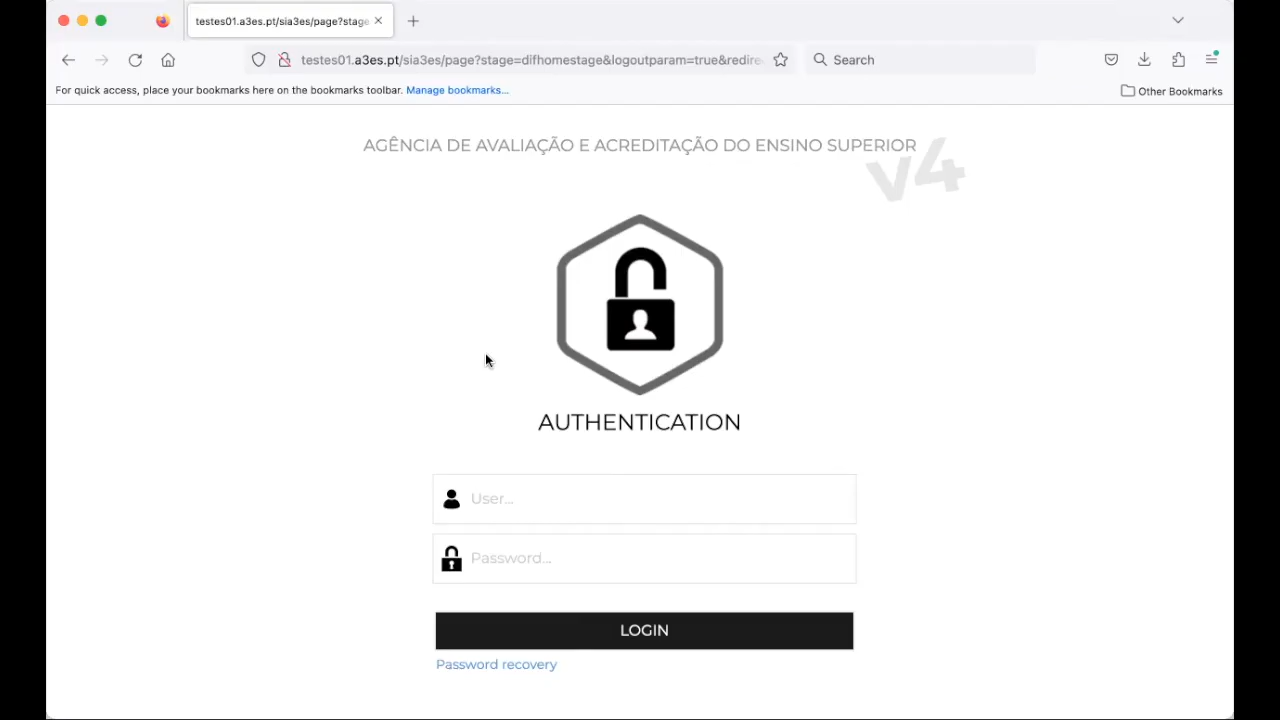 testes01.a3es.pt/sia3es/page?stage
testes01.a3es.pt/sia3es/page?stage=difhomestage&logoutparam=true&redire
Search
For quick access, place your bookmarks here on the bookmarks toolbar. Manage bookmarks...
Other Bookmarks
AGÊNCIA DE AVALIAÇÃO E ACREDITAÇÃO DO ENSINO SUPERIOR
v4
AUTHENTICATION
User...
Password...
LOGIN
Password recovery